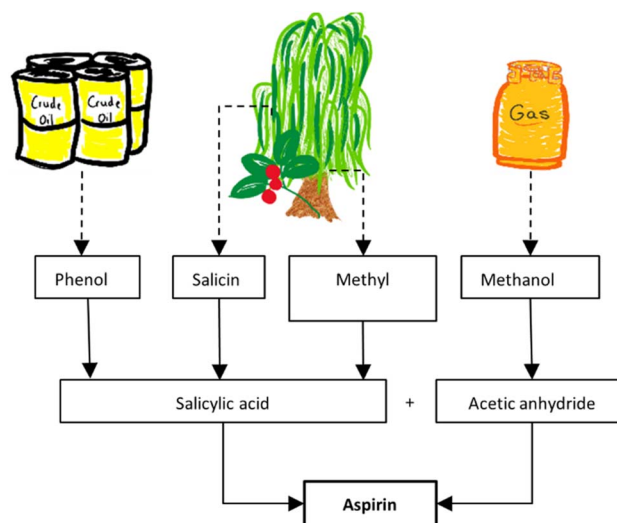 Crude
Oil
Crude
Oil
Gas
Phenol
Salicin
Methyl
Methanol
Salicylic acid
+
Acetic anhydride
Aspirin